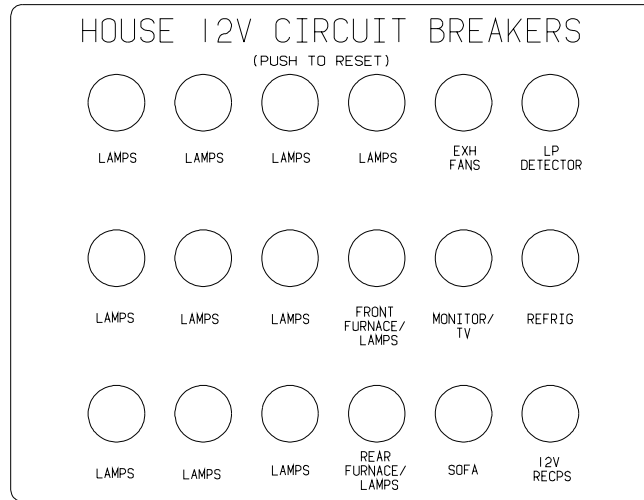 HOUSE 12V CIRCUIT BREAKERS
(PUSH TO RESET)
LAMPS LAMPS LAMPS LAMPS EXH FANS LP DETECTOR
LAMPS LAMPS LAMPS FRONT FURNACE/ LAMPS MONITOR/ TV REFRIG
LAMPS LAMPS LAMPS REAR FURNACE/ LAMPS SOFA 12V RECPS